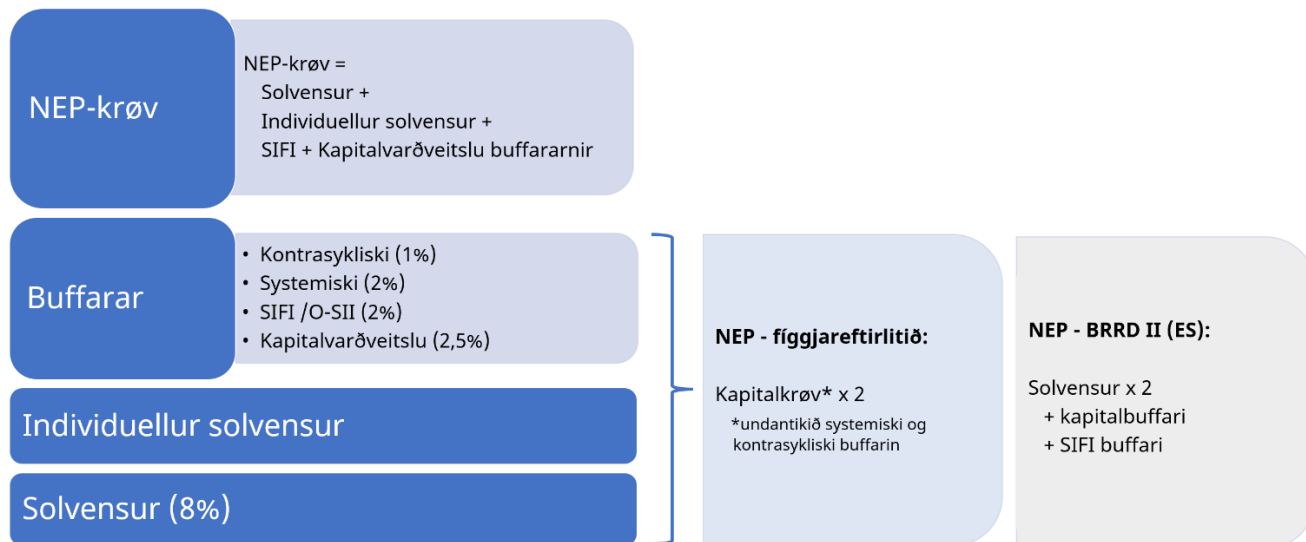 NEP-krøv
NEP-krøv =
Solvensur +
Individuellur solvensur +
SIFI + Kapitalvarðveitslu buffararnir
Buffarar
• Kontrasykliski (1%)
• Systemiski (2%)
• SIFI /O-SII (2%)
• Kapitalvarðveitslu (2,5%)
Individuellur solvensur
Solvensur (8%)
NEP - fíggjareftirlitið:
Kapitalkrøv* x 2
*undantikið systemiski og
kontrasykliski buffarin
NEP - BRRD II (ES):
Solvensur x 2
+ kapitalbuffari
+ SIFI buffari